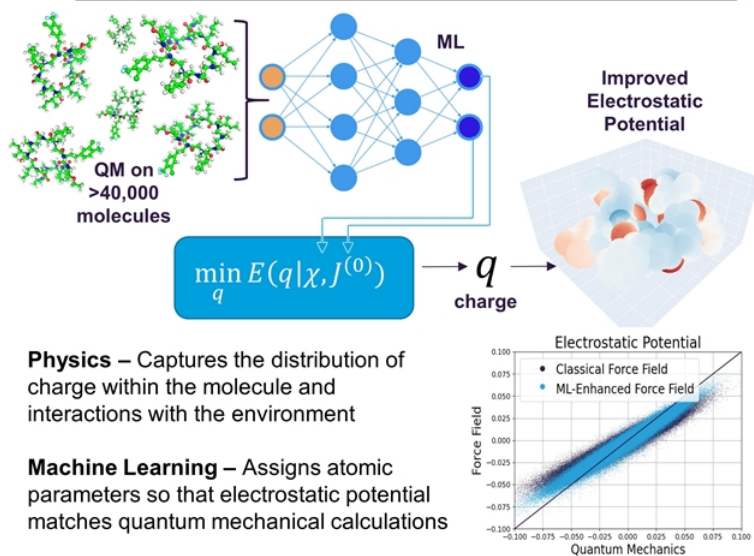 ML
QM on
>40,000
molecules
Improved
Electrostatic
Potential
min E(q|χ, J⁽⁰⁾)
q
q
charge
Physics – Captures the distribution of
charge within the molecule and
interactions with the environment
Machine Learning – Assigns atomic
parameters so that electrostatic potential
matches quantum mechanical calculations
Electrostatic Potential
Classical Force Field
ML-Enhanced Force Field
Force Field
0.100
0.075
0.050
0.025
0.000
−0.025
−0.050
−0.075
−0.100
−0.100 −0.075 −0.050 −0.025 0.000 0.025 0.050 0.075 0.100
Quantum Mechanics